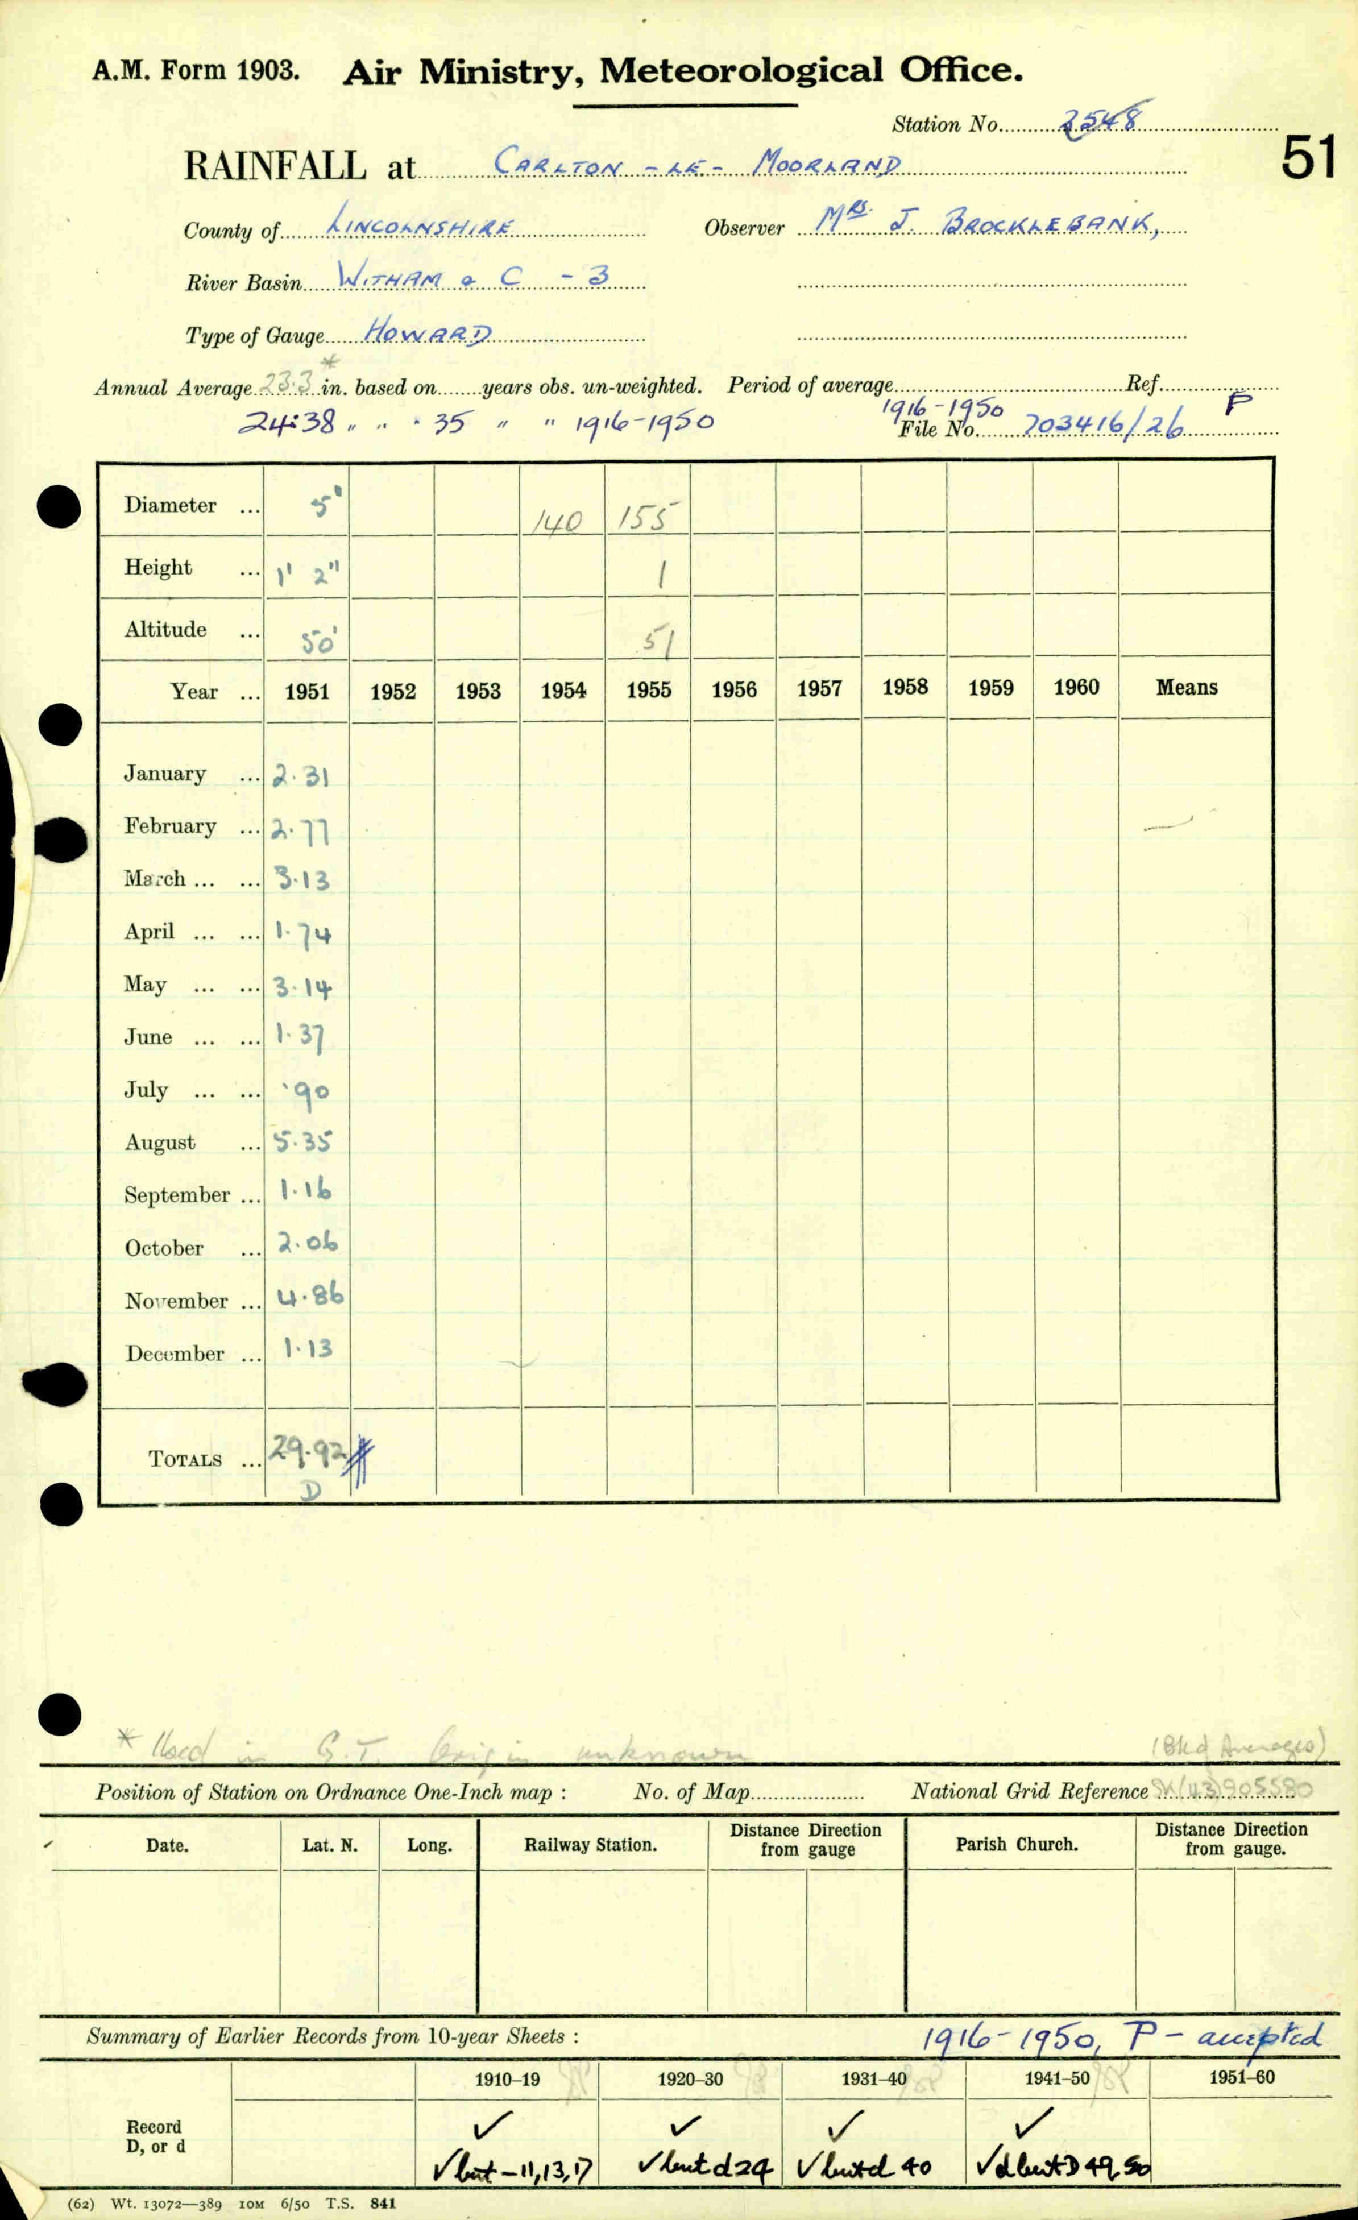 A.M. Form 1903. Air Ministry, Meteorological Office.
Station No. 2548
51
RAINFALL at CARLTON - LE - MOORLAND
County of LINCOLNSHIRE Observer MRS. J. BROCKLEBANK,
River Basin WITHAM & C - 3
Type of Gauge HOWARD
Annual Average 23.3 * in. based on years obs. un-weighted. Period of average 1916-1950 Ref. P
24.38 " " . 35 " " 1916-1950 File No. 703416/26
Diameter ... 5" 140 155
Height ... 1' 2" 1
Altitude ... 50' 51
Year ... 1951 1952 1953 1954 1955 1956 1957 1958 1959 1960 Means
January ... 2.31
February ... 2.77
March ... ... 3.13
April ... ... 1.74
May ... ... 3.14
June ... ... 1.37
July ... ... .90
August ... 5.35
September ... 1.16
October ... 2.06
November ... 4.86
December ... 1.13
TOTALS ... 29.92
D
* Used in G.T. Origin unknown (Bkd Averages)
Position of Station on Ordnance One-Inch map : No. of Map National Grid Reference SK(43)905580
Date. Lat. N. Long. Railway Station. Distance from Direction gauge Parish Church. Distance from Direction gauge.
Summary of Earlier Records from 10-year Sheets : 1916-1950, P - accepted
1910–19 1920–30 1931–40 1941–50 1951–60
Record ✓ ✓ ✓ ✓
D, or d ✓ but - 11, 13, 17 ✓ but d 29 ✓ but d 40 ✓ d but D 49, 50
(62) Wt. 13072—389 10M 6/50 T.S. 841